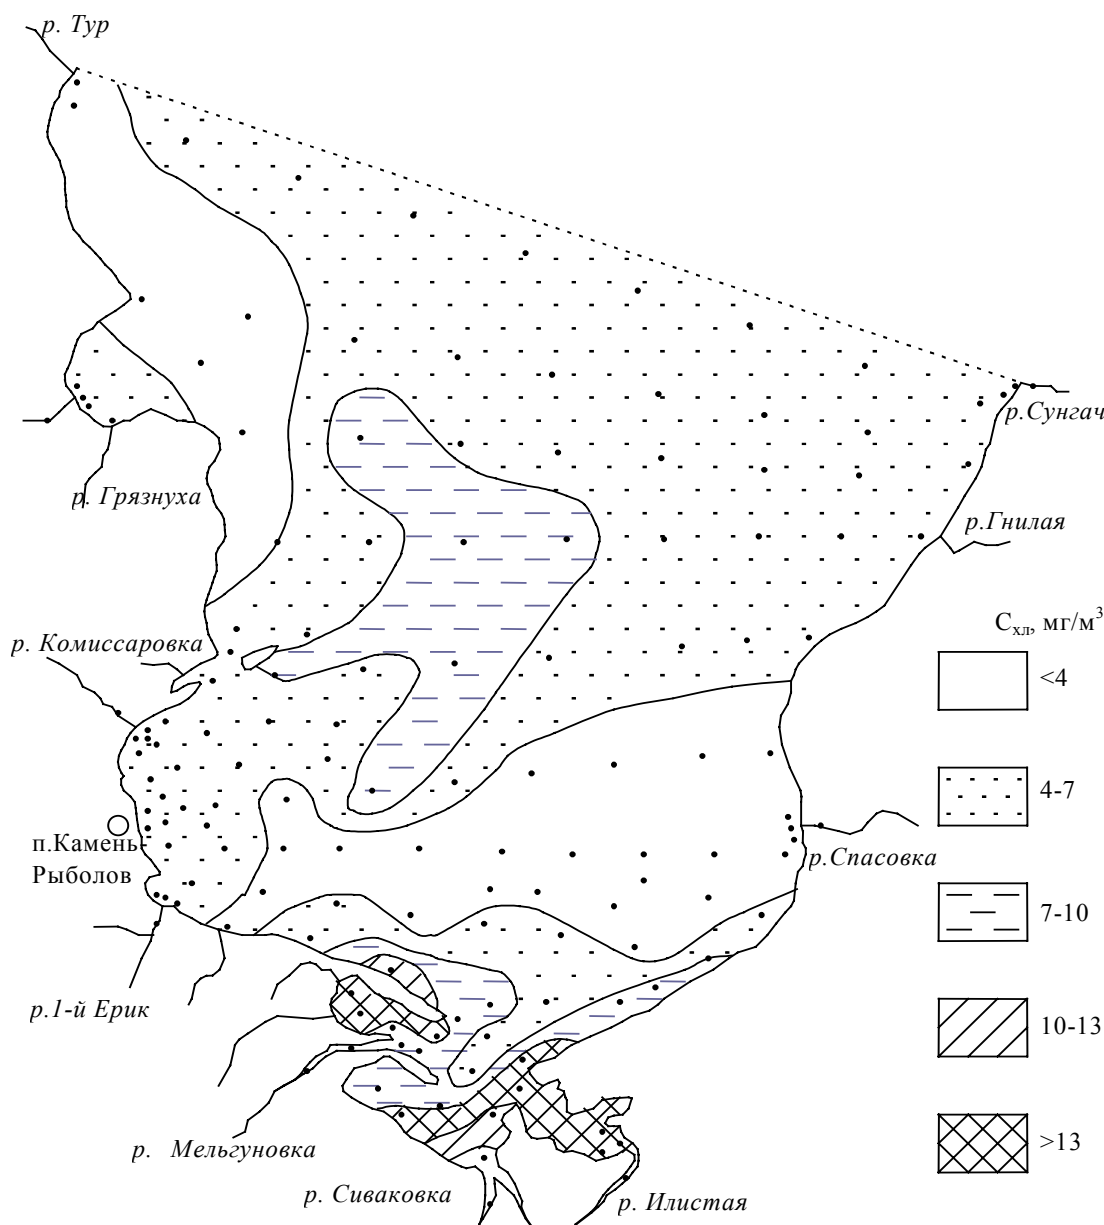 р. Тур
р.Сунгач
р. Грязнуха
р.Гнилая
С хл, мг/м3
р. Комиссаровка
<4
4-7
п.Камень-
Рыболов
р.Спасовка
7-10
р.1-й Ерик
10-13
р. Мельгуновка
>13
р. Сиваковка
р. Илистая